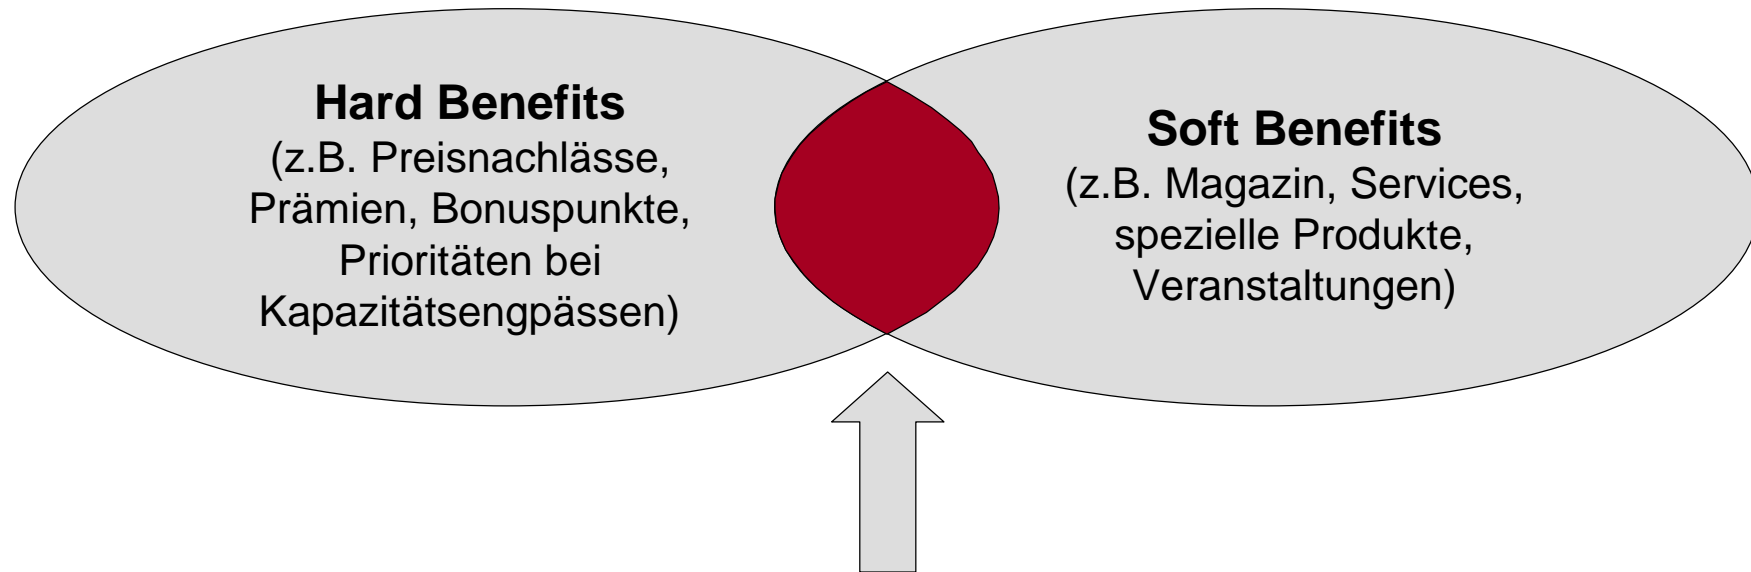 Hard Benefits
(z.B. Preisnachlässe,
Prämien, Bonuspunkte,
Prioritäten bei
Kapazitätsengpässen)
Soft Benefits
(z.B. Magazin, Services,
spezielle Produkte,
Veranstaltungen)